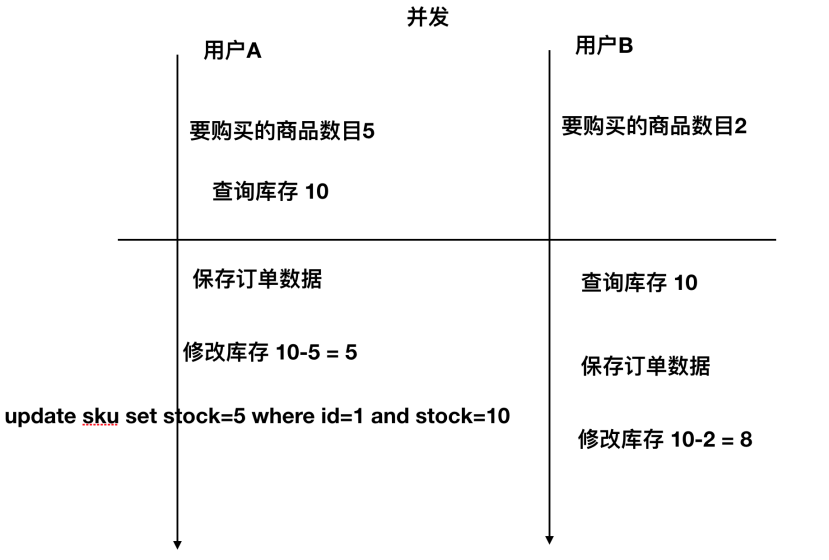 并发
用户A
要购买的商品数目5
查询库存 10
保存订单数据
修改库存 10-5 = 5
update sku set stock=5 where id=1 and stock=10
用户B
要购买的商品数目2
查询库存 10
保存订单数据
修改库存 10-2 = 8